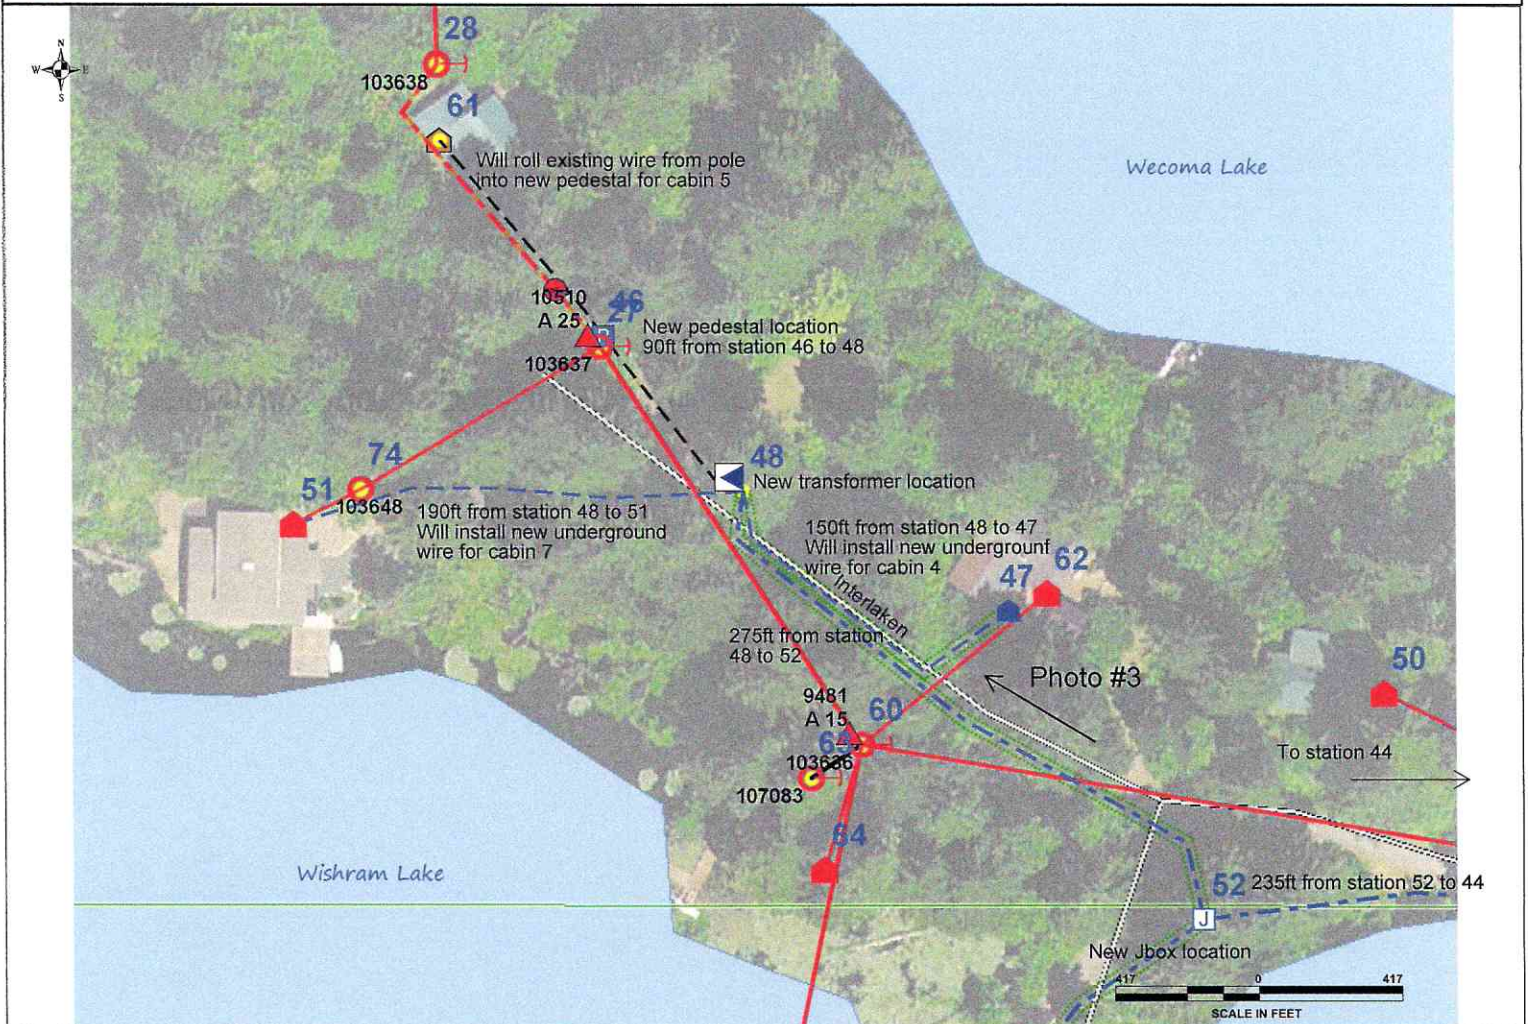 N
W E
S
28
103638
61
Will roll existing wire from pole
into new pedestal for cabin 5
Wecoma Lake
10510
A 25
46
27
New pedestal location
90ft from station 46 to 48
103637
48
New transformer location
74
51
103648
190ft from station 48 to 51
Will install new underground
wire for cabin 7
150ft from station 48 to 47
Will install new undergrounf
wire for cabin 4
62
47
Interlaken
275ft from station
48 to 52
Photo #3
50
9481
A 15
60
103636
107083
To station 44
64
Wishram Lake
52
235ft from station 52 to 44
J
New Jbox location
417 0 417
SCALE IN FEET